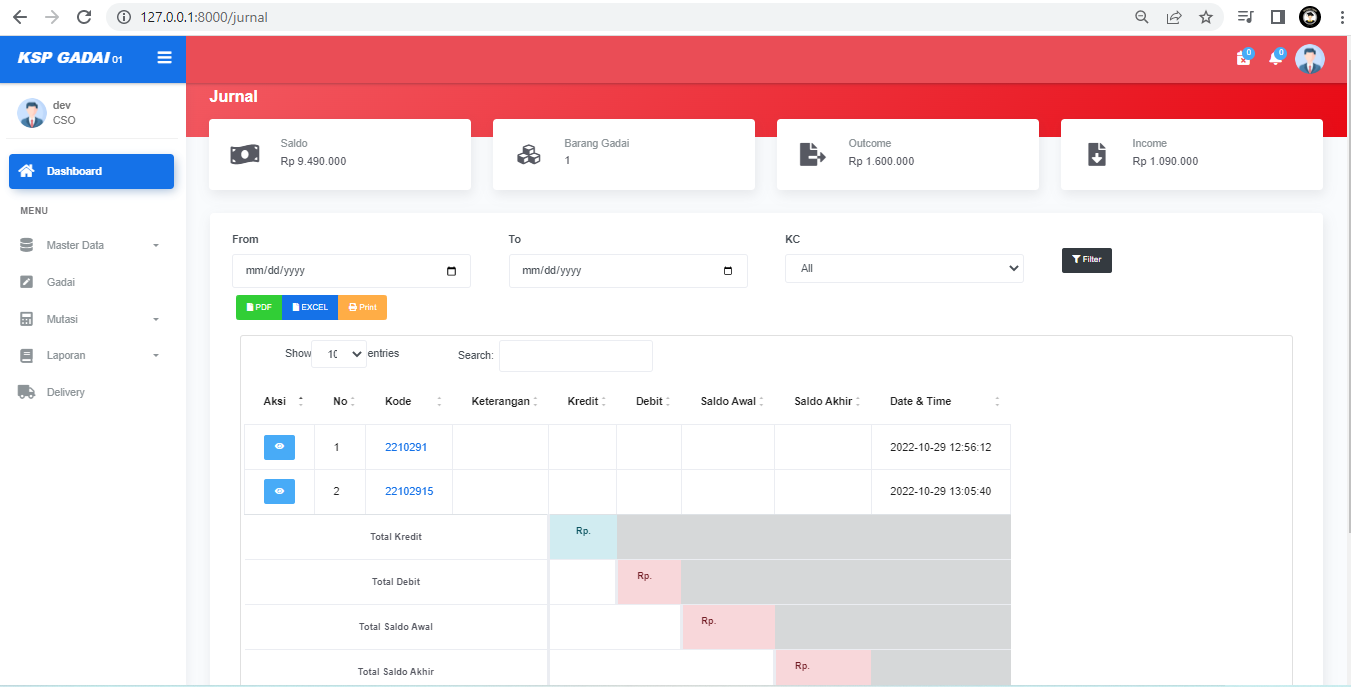 127.0.0.1:8000/jurnal
KSP GADAI 01
0 0
dev
CSO
Dashboard
MENU
Master Data
Gadai
Mutasi
Laporan
Delivery
Jurnal
Saldo
Rp 9.490.000
Barang Gadai
1
Outcome
Rp 1.600.000
Income
Rp 1.090.000
From To KC
mm/dd/yyyy mm/dd/yyyy All Filter
PDF EXCEL Print
Show 10 entries Search:
Aksi No Kode Keterangan Kredit Debit Saldo Awal Saldo Akhir Date & Time
1 2210291 2022-10-29 12:56:12
2 22102915 2022-10-29 13:05:40
Total Kredit Rp.
Total Debit Rp.
Total Saldo Awal Rp.
Total Saldo Akhir Rp.